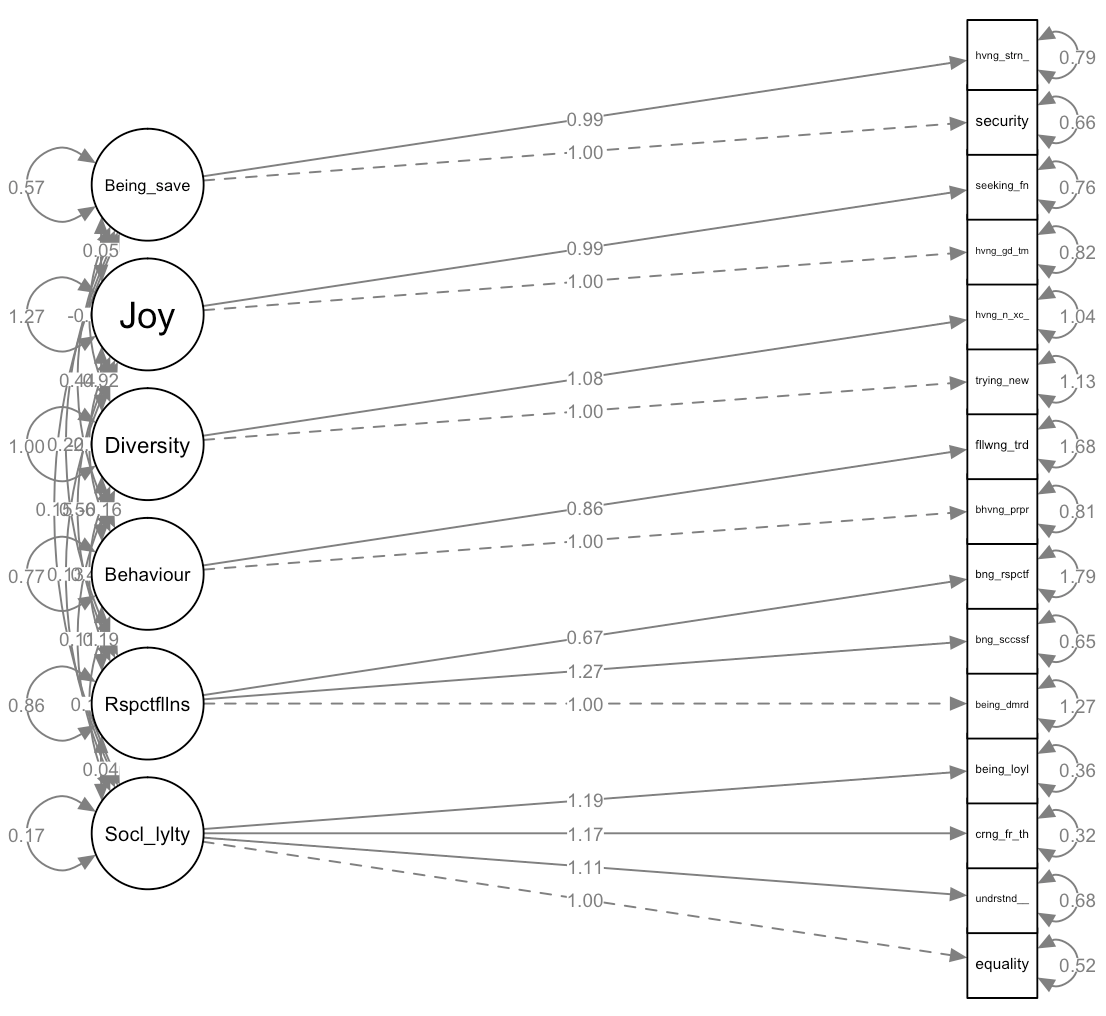 hvng_strn_
0.79
0.99
security
0.66
1.00
Being_save
0.57
seeking_fn
0.76
0.99
hvng_gd_tm
0.82
1.00
0.05
Joy
1.27
hvng_n_xc_
1.04
1.08
trying_new
1.13
1.00
Diversity
1.00
fllwng_trd
1.68
0.86
bhvng_prpr
0.81
1.00
Behaviour
0.77
bng_rspctf
1.79
0.67
bng_sccssf
0.65
1.27
Rspctfllns
0.86
being_dmrd
1.27
1.00
0.04
being_loyl
0.36
1.19
Socl_lylty
0.17
crng_fr_th
0.32
1.17
1.11
undrstnd__
0.68
1.00
equality
0.52